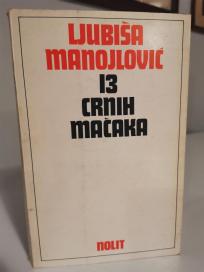 LJUBIŠA
MANOJLOVIĆ
13
CRNIH
MAČAKA
NOLIT